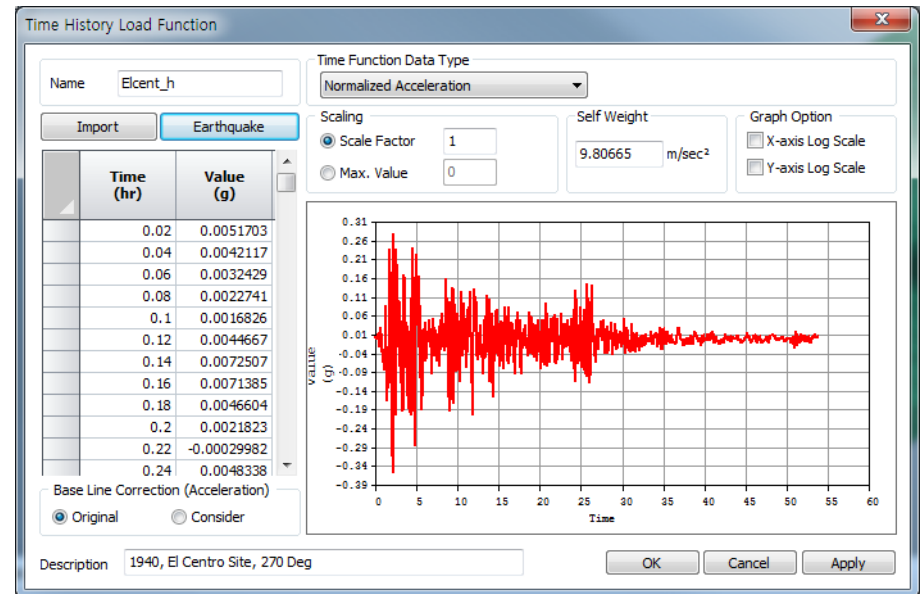 Time History Load Function
Name Elcent_h
Import Earthquake
Time (hr) Value (g)
0.02 0.0051703
0.04 0.0042117
0.06 0.0032429
0.08 0.0022741
0.1 0.0016826
0.12 0.0044667
0.14 0.0072507
0.16 0.0071385
0.18 0.0046604
0.2 0.0021823
0.22 -0.00029982
0.24 0.0048338
Base Line Correction (Acceleration)
Original Consider
Time Function Data Type
Normalized Acceleration
Scaling
Scale Factor 1
Max. Value 0
Self Weight
9.80665 m/sec²
Graph Option
X-axis Log Scale
Y-axis Log Scale
0.31
0.26
0.21
0.16
0.11
0.06
0.01
-0.04
-0.09
-0.14
-0.19
-0.24
-0.29
-0.34
-0.39
Value
(g)
0 5 10 15 20 25 30 35 40 45 50 55 60
Time
Description 1940, El Centro Site, 270 Deg
OK Cancel Apply